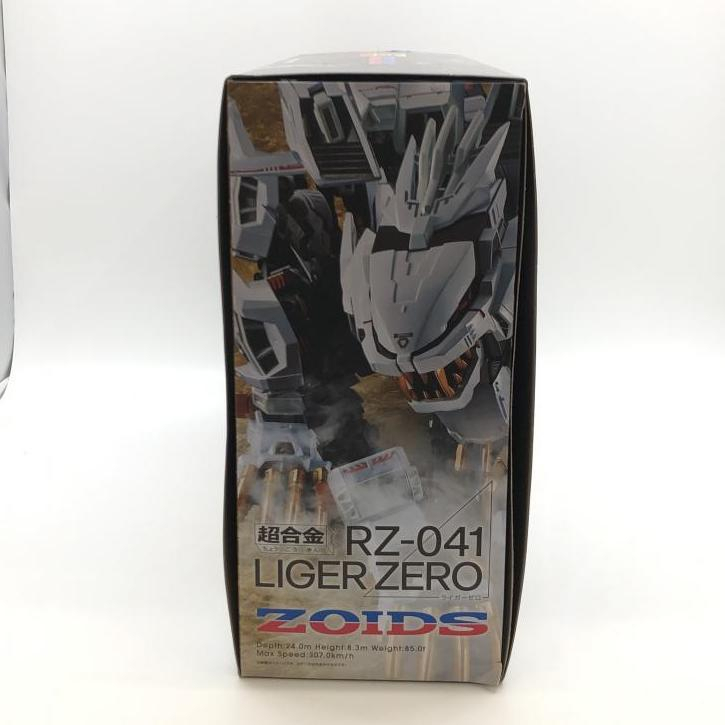 超合金
RZ-041
LIGER ZERO
ライガーゼロ
ZOIDS
Depth:24.0m Height:8.3m Weight:85.0t
Max Speed:307.0km/h